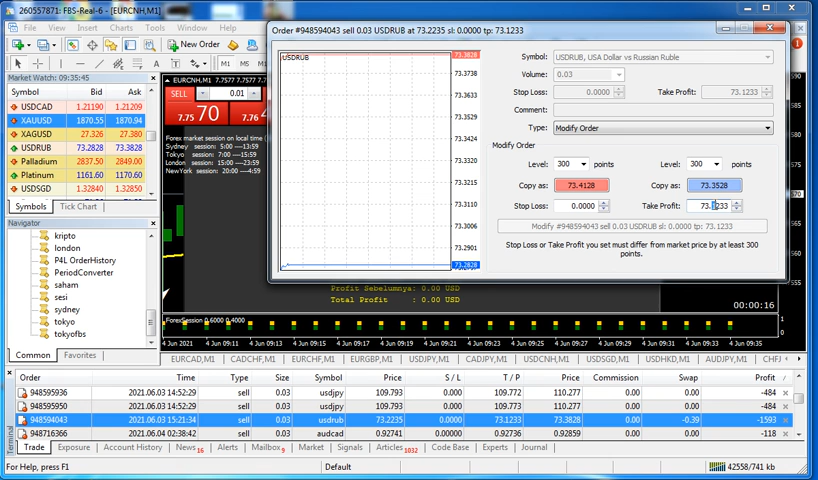 260557871: FBS-Real-6 - [EURCNH,M1]
File View
New Order
M1 M5
Market Watch: 09:35:45
Symbol Bid Ask
USDCAD 1.21190 1.21209
XAUUSD 1870.55 1870.94
XAGUSD 27.326 27.380
USDRUB 73.2828 73.3828
Palladium 2837.50 2849.00
Platinum 1161.60 1170.60
USDSGD 1.32840 1.32850
Symbols Tick Chart
Navigator
kripto
london
P4L OrderHistory
PeriodConverter
saham
sesi
sydney
tokyo
tokyofbs
Common Favorites
EURCNH,M1 7.7577 7.7577
SELL 0.01
7.75 70
7.76
Forex market session on local time
Sydney session: 5:00 ---13:59
Tokyo session: 7:00 ---15:59
London session: 15:00 ---23:59
NewYork session: 20:00 ---4:59
Profit Sebelumnya: 0.00 USD
Total Profit : 0.00 USD
00:00:16
ForexSession 0.6000 0.4000
1
0
4 Jun 2021 4 Jun 09:11 4 Jun 09:13 4 Jun 09:15 4 Jun 09:17 4 Jun 09:19 4 Jun 09:21 4 Jun 09:23 4 Jun 09:25 4 Jun 09:27 4 Jun 09:29 4 Jun 09:31 4 Jun 09:33 4 Jun 09:35
Order #948594043 sell 0.03 USDRUB at 73.2235 sl: 0.0000 tp: 73.1233
USDRUB
73.3828
73.3738
73.3633
73.3529
73.3424
73.3320
73.3215
73.3110
73.3006
73.2901
73.2828
Symbol: USDRUB, USA Dollar vs Russian Ruble
Volume: 0.03
Stop Loss: 0.0000 Take Profit: 73.1233
Comment:
Type: Modify Order
Modify Order
Level: 300 points Level: 300 points
Copy as: 73.4128 Copy as: 73.3528
Stop Loss: 0.0000 Take Profit:
Modify #948594043 sell 0.03 USDRUB sl: 0.0000 tp: 73.1233
Stop Loss or Take Profit you set must differ from market price by at least 300
points.
EURCAD,M1 CADCHF,M1 EURCHF,M1 EURGBP,M1 USDJPY,M1 CADJPY,M1 USDCNH,M1 USDSGD,M1 USDHKD,M1 AUDJPY,M1 CHFJ
Order Time Type Size Symbol Price S / L T / P Price Commission Swap Profit
948595936 2021.06.03 14:52:29 sell 0.03 usdjpy 109.793 0.000 109.772 110.277 0.00 0.00 -484
948595950 2021.06.03 14:52:29 sell 0.03 usdjpy 109.793 0.000 109.773 110.277 0.00 0.00 -484
948594043 2021.06.03 15:21:34 sell 0.03 usdrub 73.2235 0.0000 73.1233 73.3828 0.00 -0.39 -1593
948716366 2021.06.04 02:38:42 sell 0.03 audcad 0.92741 0.00000 0.92736 0.92859 0.00 0.00 -118
Terminal
Trade Exposure Account History News 16 Alerts Mailbox 9 Market Signals Articles 1032 Code Base Experts Journal
For Help, press F1 Default 42558/741 kb